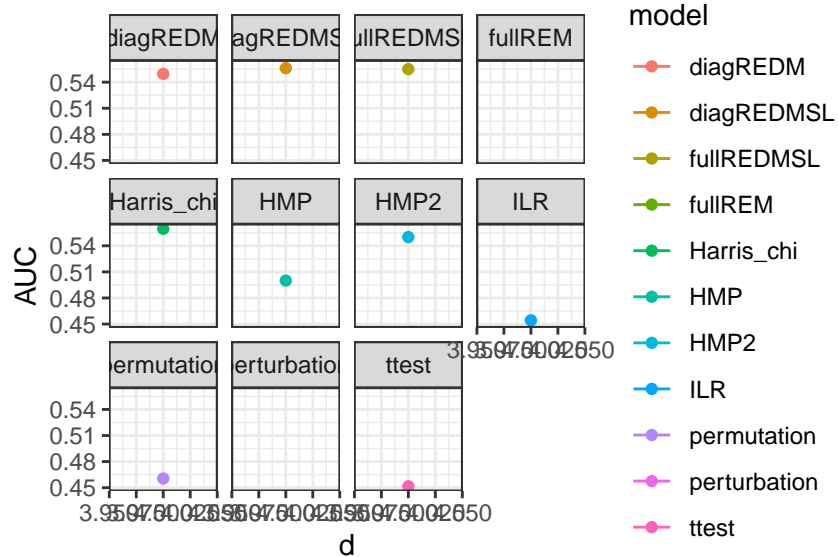 diagREDM
agREDMS
ullREDMS
fullREM
0.54
0.51
0.48
0.45
Harris_chi
HMP
HMP2
ILR
0.54
0.51
0.48
0.45
permutation
erturbation
ttest
0.54
0.51
0.48
0.45
AUC
d
model
diagREDM
diagREDMSL
fullREDMSL
fullREM
Harris_chi
HMP
HMP2
ILR
permutation
perturbation
ttest